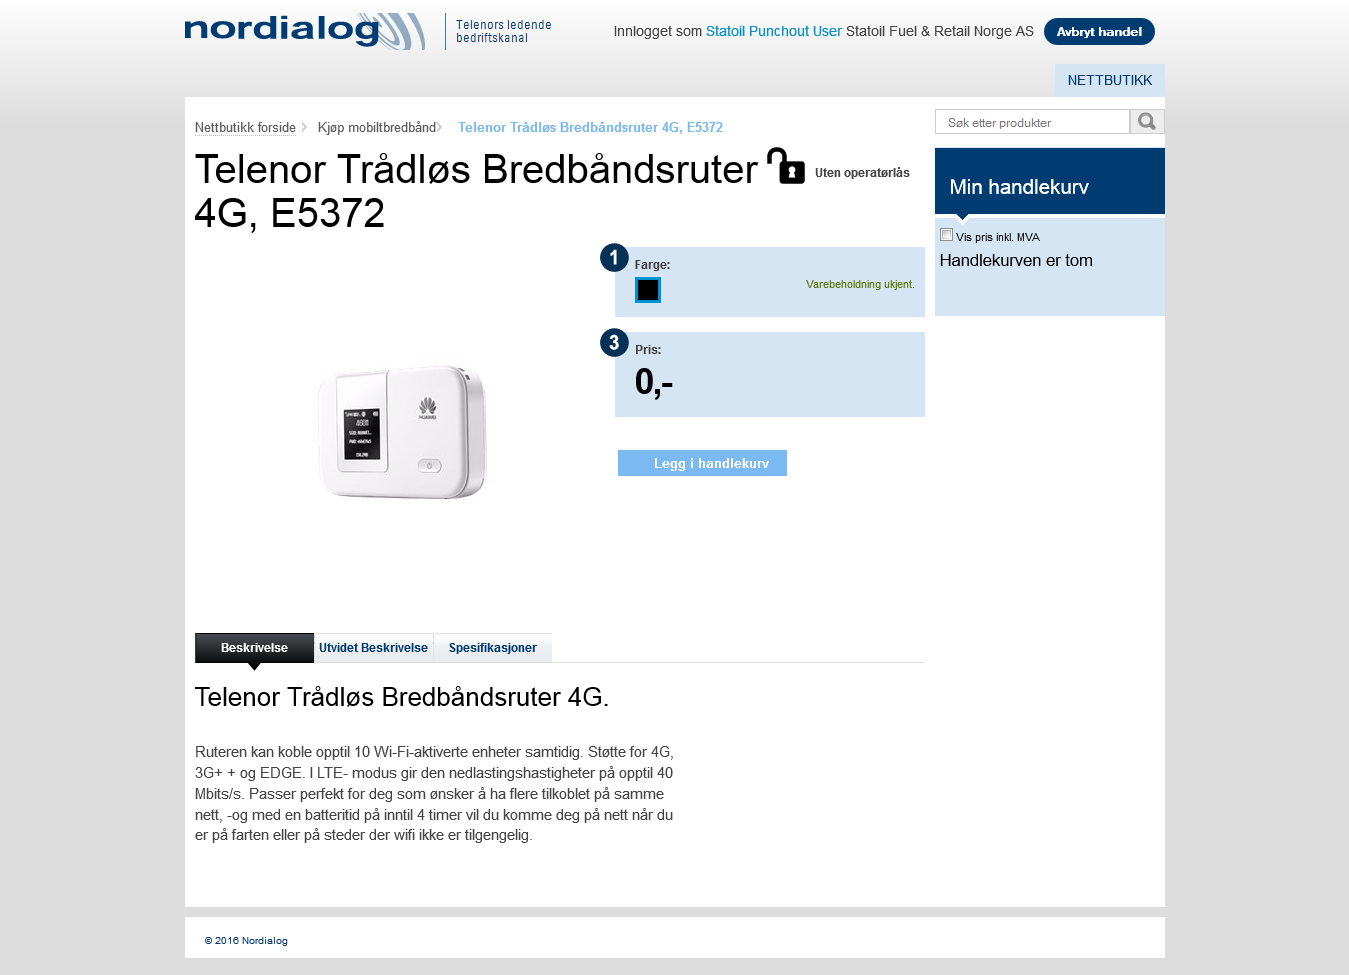 nordialog
Telenors ledende
bedriftskanal
Innlogget som Statoil Punchout User Statoil Fuel & Retail Norge AS
Avbryt handel
NETTBUTIKK
Nettbutikk forside
Kjøp mobiltbredbånd
Telenor Trådløs Bredbåndsruter 4G, E5372
Søk etter produkter
Telenor Trådløs Bredbåndsruter
4G, E5372
Uten operatørlås
Min handlekurv
Vis pris inkl. MVA
Handlekurven er tom
1
Farge:
Varebeholdning ukjent.
3
Pris:
0,-
HUAWEI
Legg i handlekurv
Beskrivelse
Utvidet Beskrivelse
Spesifikasjoner
Telenor Trådløs Bredbåndsruter 4G.
Ruteren kan koble opptil 10 Wi-Fi-aktiverte enheter samtidig. Støtte for 4G,
3G+ + og EDGE. I LTE- modus gir den nedlastingshastigheter på opptil 40
Mbits/s. Passer perfekt for deg som ønsker å ha flere tilkoblet på samme
nett, -og med en batteritid på inntil 4 timer vil du komme deg på nett når du
er på farten eller på steder der wifi ikke er tilgengelig.
© 2016 Nordialog